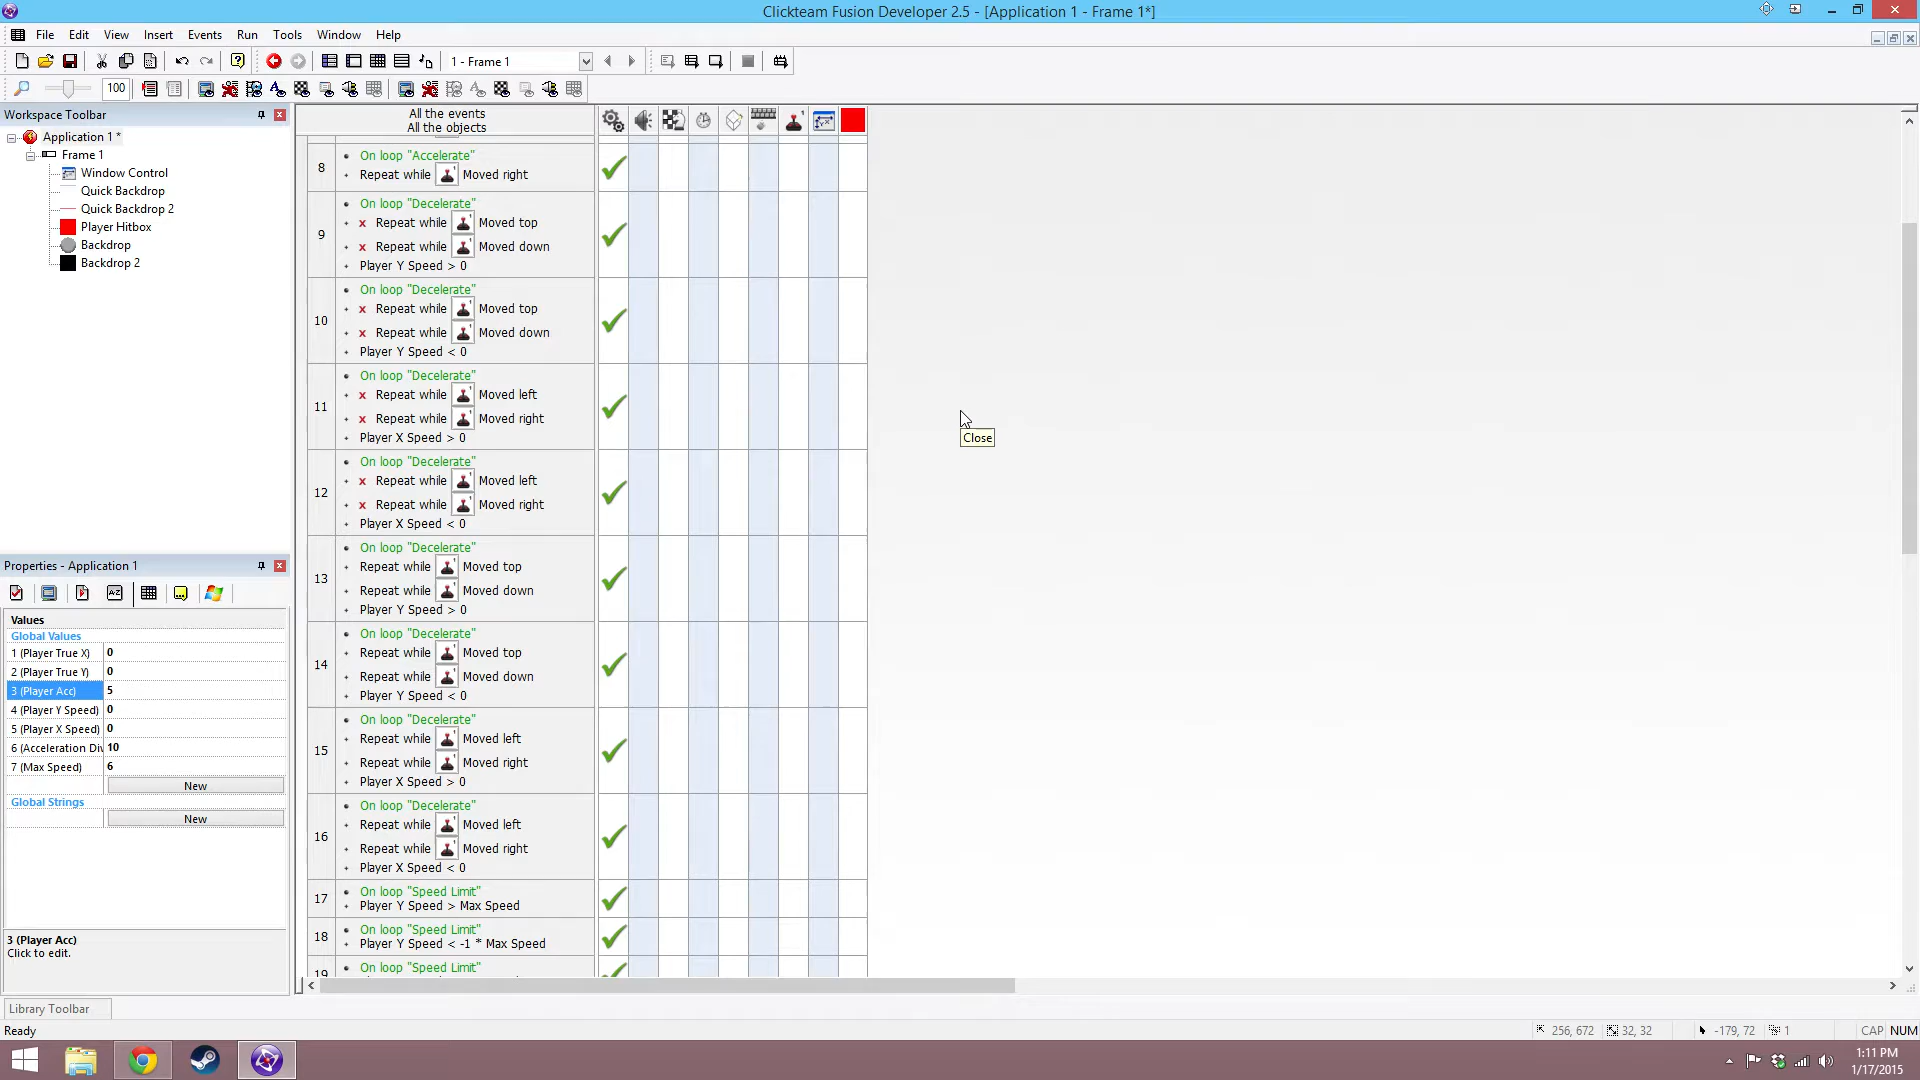 Clickteam Fusion Developer 2.5 - [Application 1 - Frame 1*]
File Edit View Insert Events Run Tools Window Help
1 - Frame 1
100
Workspace Toolbar
Application 1 *
Frame 1
Window Control
Quick Backdrop
Quick Backdrop 2
Player Hitbox
Backdrop
Backdrop 2
All the events
All the objects
8
On loop "Accelerate"
Repeat while Moved right
9
On loop "Decelerate"
x Repeat while Moved top
x Repeat while Moved down
Player Y Speed > 0
10
On loop "Decelerate"
x Repeat while Moved top
x Repeat while Moved down
Player Y Speed < 0
11
On loop "Decelerate"
x Repeat while Moved left
x Repeat while Moved right
Player X Speed > 0
12
On loop "Decelerate"
x Repeat while Moved left
x Repeat while Moved right
Player X Speed < 0
13
On loop "Decelerate"
Repeat while Moved top
Repeat while Moved down
Player Y Speed > 0
14
On loop "Decelerate"
Repeat while Moved top
Repeat while Moved down
Player Y Speed < 0
15
On loop "Decelerate"
Repeat while Moved left
Repeat while Moved right
Player X Speed > 0
16
On loop "Decelerate"
Repeat while Moved left
Repeat while Moved right
Player X Speed < 0
17
On loop "Speed Limit"
Player Y Speed > Max Speed
18
On loop "Speed Limit"
Player Y Speed < -1 * Max Speed
19
On loop "Speed Limit"
Close
Properties - Application 1
Values
Global Values
1 (Player True X) 0
2 (Player True Y) 0
3 (Player Acc) 5
4 (Player Y Speed) 0
5 (Player X Speed) 0
6 (Acceleration Div 10
7 (Max Speed) 6
New
Global Strings
New
3 (Player Acc)
Click to edit.
Library Toolbar
Ready
256, 672 32, 32 -179, 72 1 CAP NUM
1:11 PM
1/17/2015